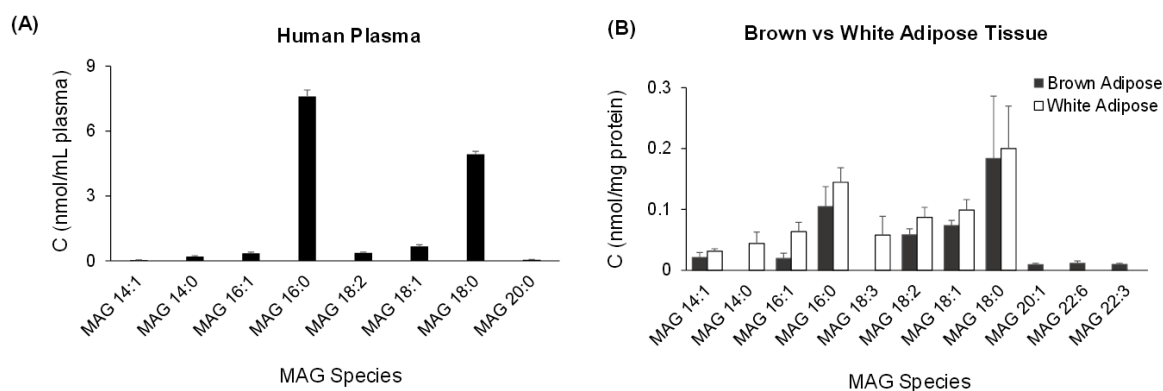 (A)
Human Plasma
C (nmol/mL plasma)
9
6
3
0
MAG 14:1
MAG 14:0
MAG 16:1
MAG 16:0
MAG 18:2
MAG 18:1
MAG 18:0
MAG 20:0
MAG Species
(B)
Brown vs White Adipose Tissue
Brown Adipose
White Adipose
C (nmol/mg protein)
0.3
0.2
0.1
0
MAG 14:1
MAG 14:0
MAG 16:1
MAG 16:0
MAG 18:3
MAG 18:2
MAG 18:1
MAG 18:0
MAG 20:1
MAG 22:6
MAG 22:3
MAG Species